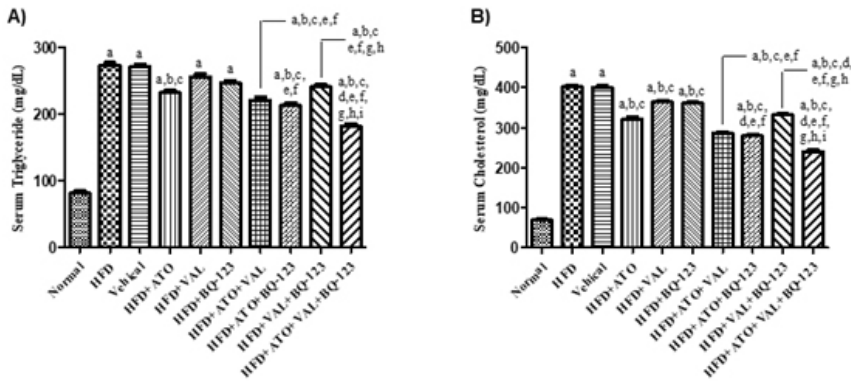 A)
Serum Triglyceride (mg/dL)
300
200
100
0
a
a
a,b,c
a
a
a,b,c,e,f
a,b,c,
e,f
a,b,c
e,f,g,h
a,b,c,
d,e,f,
g,h,i
Normal
HFD
Vehical
HFD+ATO
HFD+VAL
HFD+BQ-123
HFD+ATO+VAL
HFD+ATO+BQ-123
HFD+VAL+BQ-123
HFD+ATO+VAL+BQ-123
B)
Serum Cholesterol (mg/dL)
500
400
300
200
100
0
a
a
a,b,c
a,b,c
a,b,c
a,b,c,e,f
a,b,c,
d,e,f
a,b,c,d,
e,f,g,h
a,b,c,
d,e,f,
g,h,i
Normal
HFD
Vehical
HFD+ATO
HFD+VAL
HFD+BQ-123
HFD+ATO+VAL
HFD+ATO+BQ-123
HFD+VAL+BQ-123
HFD+ATO+VAL+BQ-123